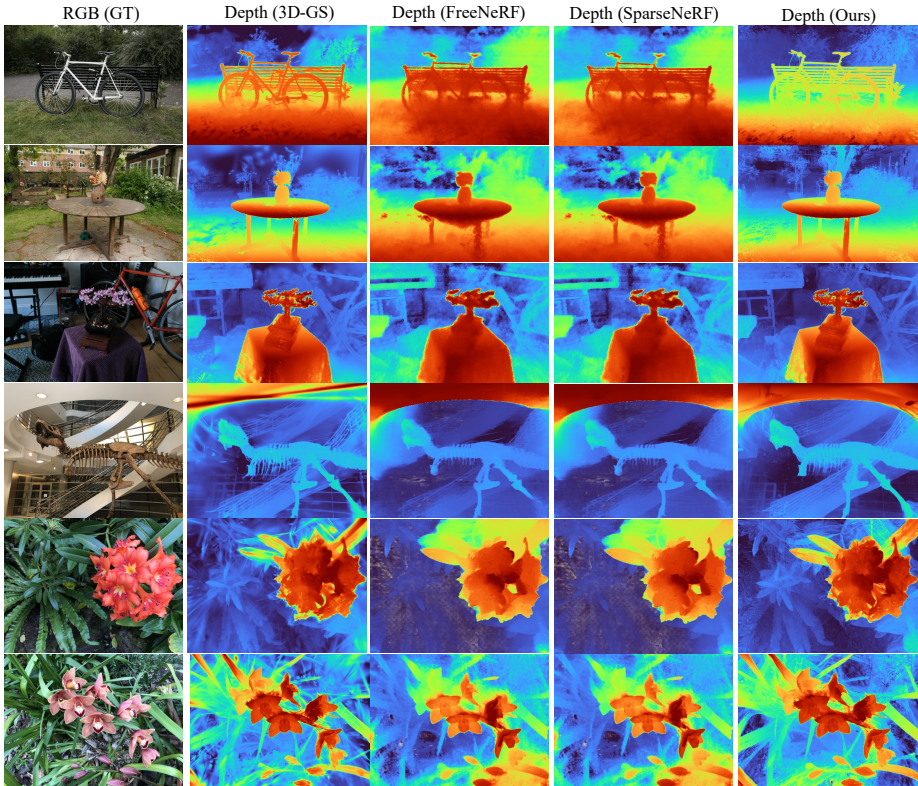 RGB (GT)
Depth (3D-GS)
Depth (FreeNeRF)
Depth (SparseNeRF)
Depth (Ours)